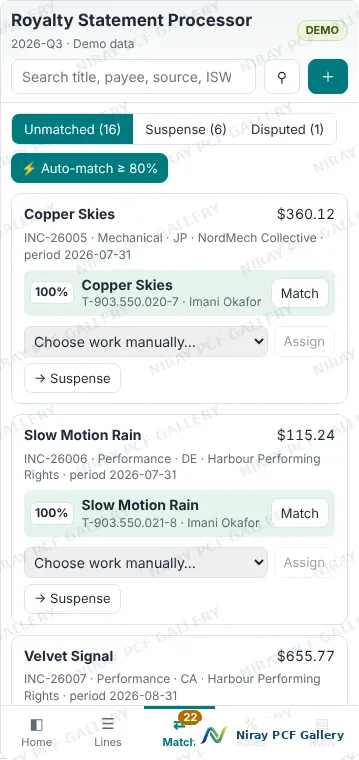 Royalty Statement Processor
2026-Q3 · Demo data
DEMO
Search title, payee, source, ISW
Unmatched (16)
Suspense (6)
Disputed (1)
⚡ Auto-match ≥ 80%
Copper Skies
$360.12
INC-26005 · Mechanical · JP · NordMech Collective ·
period 2026-07-31
100%
Copper Skies
T-903.550.020-7 · Imani Okafor
Match
Choose work manually...
Assign
→ Suspense
Slow Motion Rain
$115.24
INC-26006 · Performance · DE · Harbour Performing
Rights · period 2026-07-31
100%
Slow Motion Rain
T-903.550.021-8 · Imani Okafor
Match
Choose work manually...
Assign
→ Suspense
Velvet Signal
$655.77
INC-26007 · Performance · CA · Harbour Performing
Rights · period 2026-08-31
Home
Lines
22
Match
Niray PCF Gallery
NIRAY PCF GALLERY